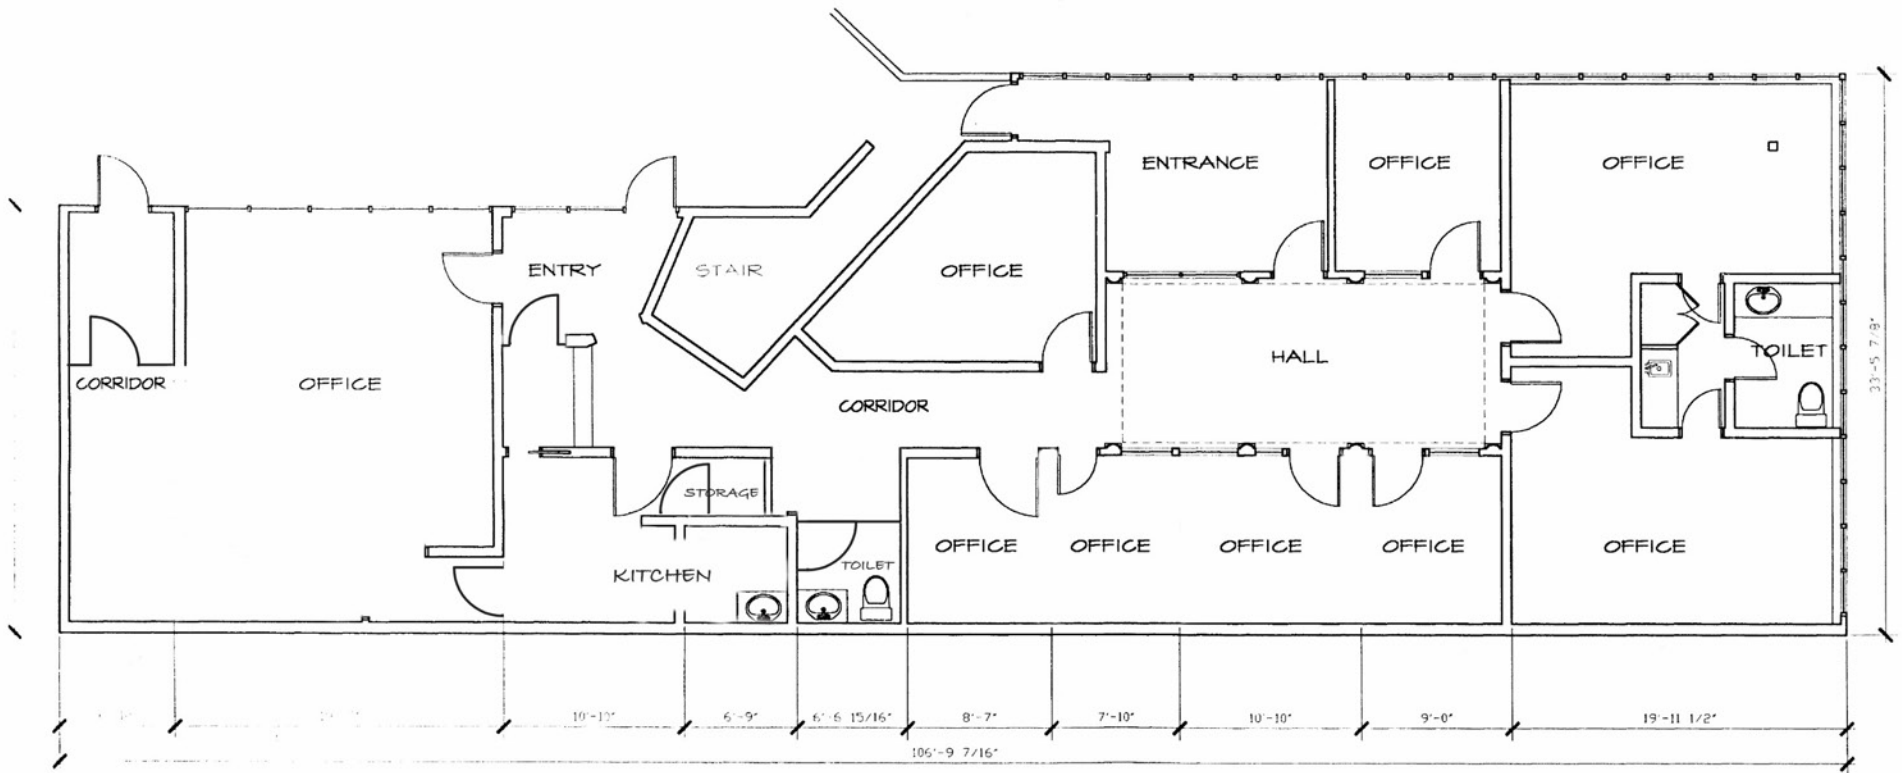 ENTRANCE
OFFICE
OFFICE
ENTRY
STAIR
OFFICE
CORRIDOR
OFFICE
HALL
TOILET
33'-5 7/8"
CORRIDOR
STORAGE
OFFICE
OFFICE
OFFICE
OFFICE
OFFICE
KITCHEN
TOILET
6'-9"
6'-6 15/16"
8'-7"
7'-10"
10'-10"
9'-0"
19'-11 1/2"
106'-9 7/16"